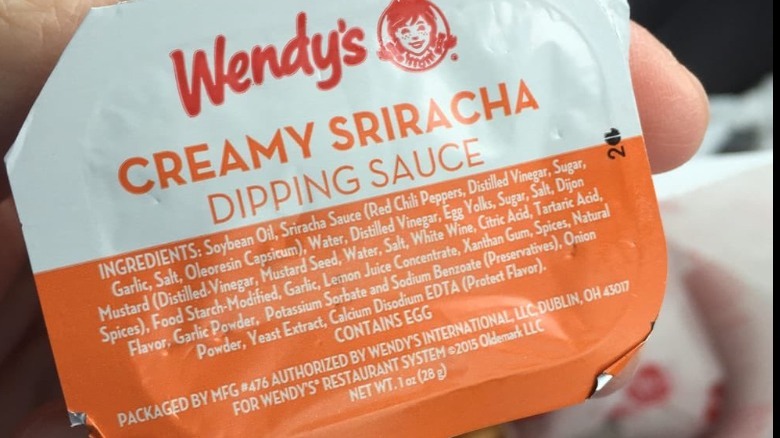 Wendy's
CREAMY SRIRACHA
DIPPING SAUCE
INGREDIENTS: Soybean Oil, Sriracha Sauce (Red Chili Peppers, Distilled Vinegar, Sugar,
Garlic, Salt, Oleoresin Capsicum), Water, Distilled Vinegar, Egg Yolks, Sugar, Salt, Dijon
Mustard (Distilled Vinegar, Mustard Seed, Water, Salt, White Wine, Citric Acid, Tartaric Acid,
Spices), Food Starch-Modified, Garlic, Lemon Juice Concentrate, Xanthan Gum, Spices, Natural
Flavor, Garlic Powder, Potassium Sorbate and Sodium Benzoate (Preservatives), Onion
Powder, Yeast Extract, Calcium Disodium EDTA (Protect Flavor).
CONTAINS EGG
PACKAGED BY MFG #476 AUTHORIZED BY WENDY'S INTERNATIONAL, LLC, DUBLIN, OH 43017
FOR WENDY'S® RESTAURANT SYSTEM ©2015 Oldemark LLC
NET WT. 1 oz (28 g)